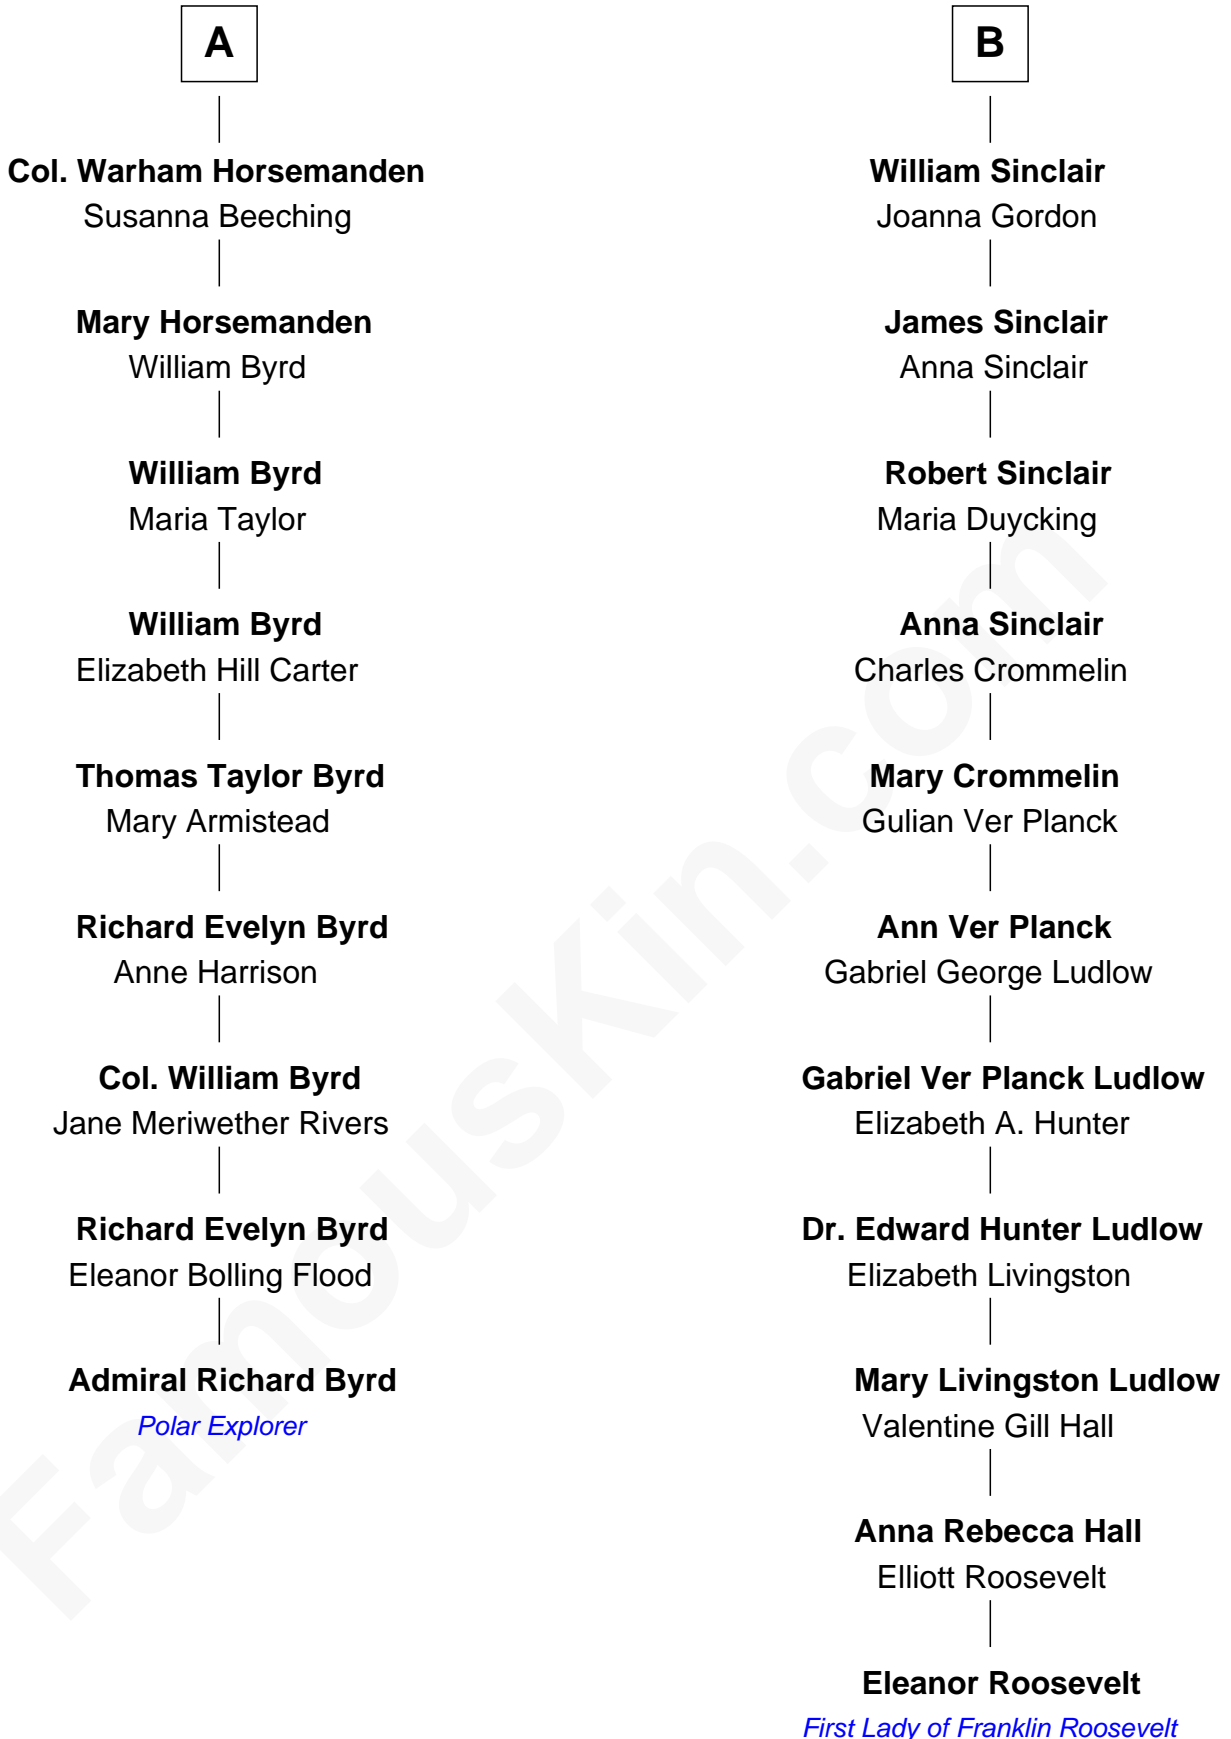 A
Col. Warham Horsemanden
Susanna Beeching
Mary Horsemanden
William Byrd
William Byrd
Maria Taylor
William Byrd
Elizabeth Hill Carter
Thomas Taylor Byrd
Mary Armistead
Richard Evelyn Byrd
Anne Harrison
Col. William Byrd
Jane Meriwether Rivers
Richard Evelyn Byrd
Eleanor Bolling Flood
Admiral Richard Byrd
Polar Explorer
B
William Sinclair
Joanna Gordon
James Sinclair
Anna Sinclair
Robert Sinclair
Maria Duycking
Anna Sinclair
Charles Crommelin
Mary Crommelin
Gulian Ver Planck
Ann Ver Planck
Gabriel George Ludlow
Gabriel Ver Planck Ludlow
Elizabeth A. Hunter
Dr. Edward Hunter Ludlow
Elizabeth Livingston
Mary Livingston Ludlow
Valentine Gill Hall
Anna Rebecca Hall
Elliott Roosevelt
Eleanor Roosevelt
First Lady of Franklin Roosevelt
FamousKin.com